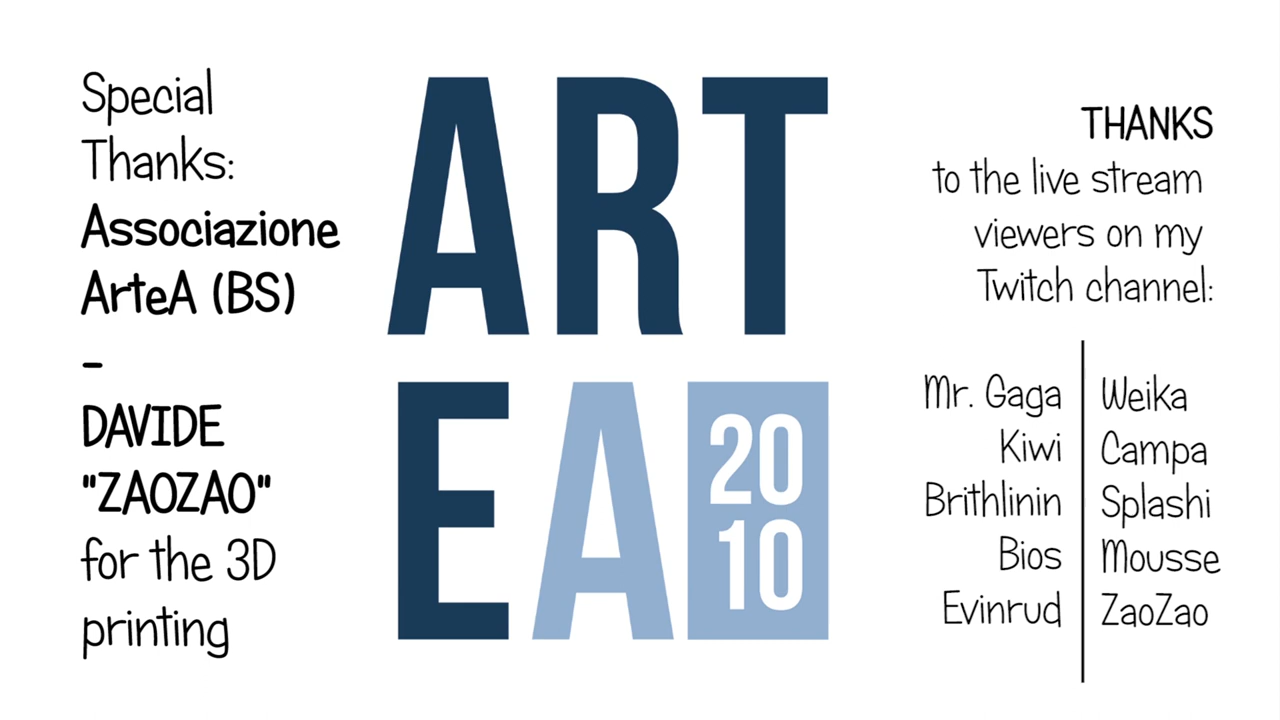 Special
Thanks:
Associazione
ArteA (BS)
-
DAVIDE
"ZAOZAO"
for the 3D
printing
ART
EA
20
10
THANKS
to the live stream
viewers on my
Twitch channel:
Mr. Gaga
Kiwi
Brithlinin
Bios
Evinrud
Weika
Campa
Splashi
Mousse
ZaoZao